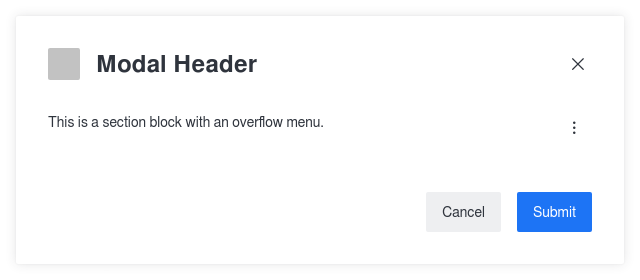 Modal Header
This is a section block with an overflow menu.
Cancel
Submit